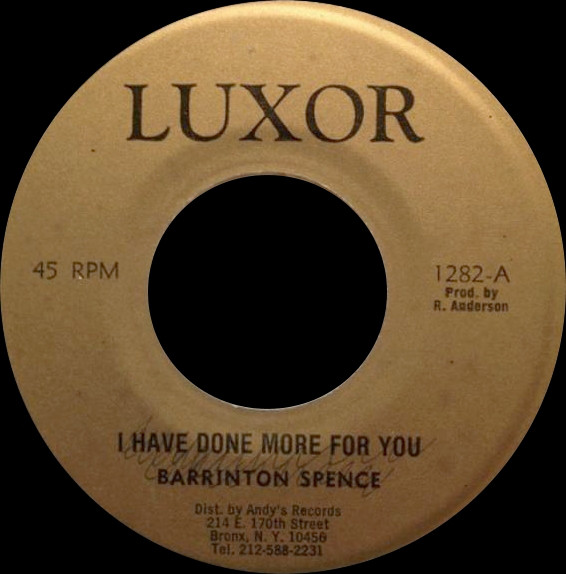 LUXOR
45 RPM
1282-A
Prod. by
R. Anderson
I HAVE DONE MORE FOR YOU
BARRINTON SPENCE
Dist. by Andy's Records
214 E. 170th Street
Bronx, N. Y. 10456
Tel. 212-588-2231